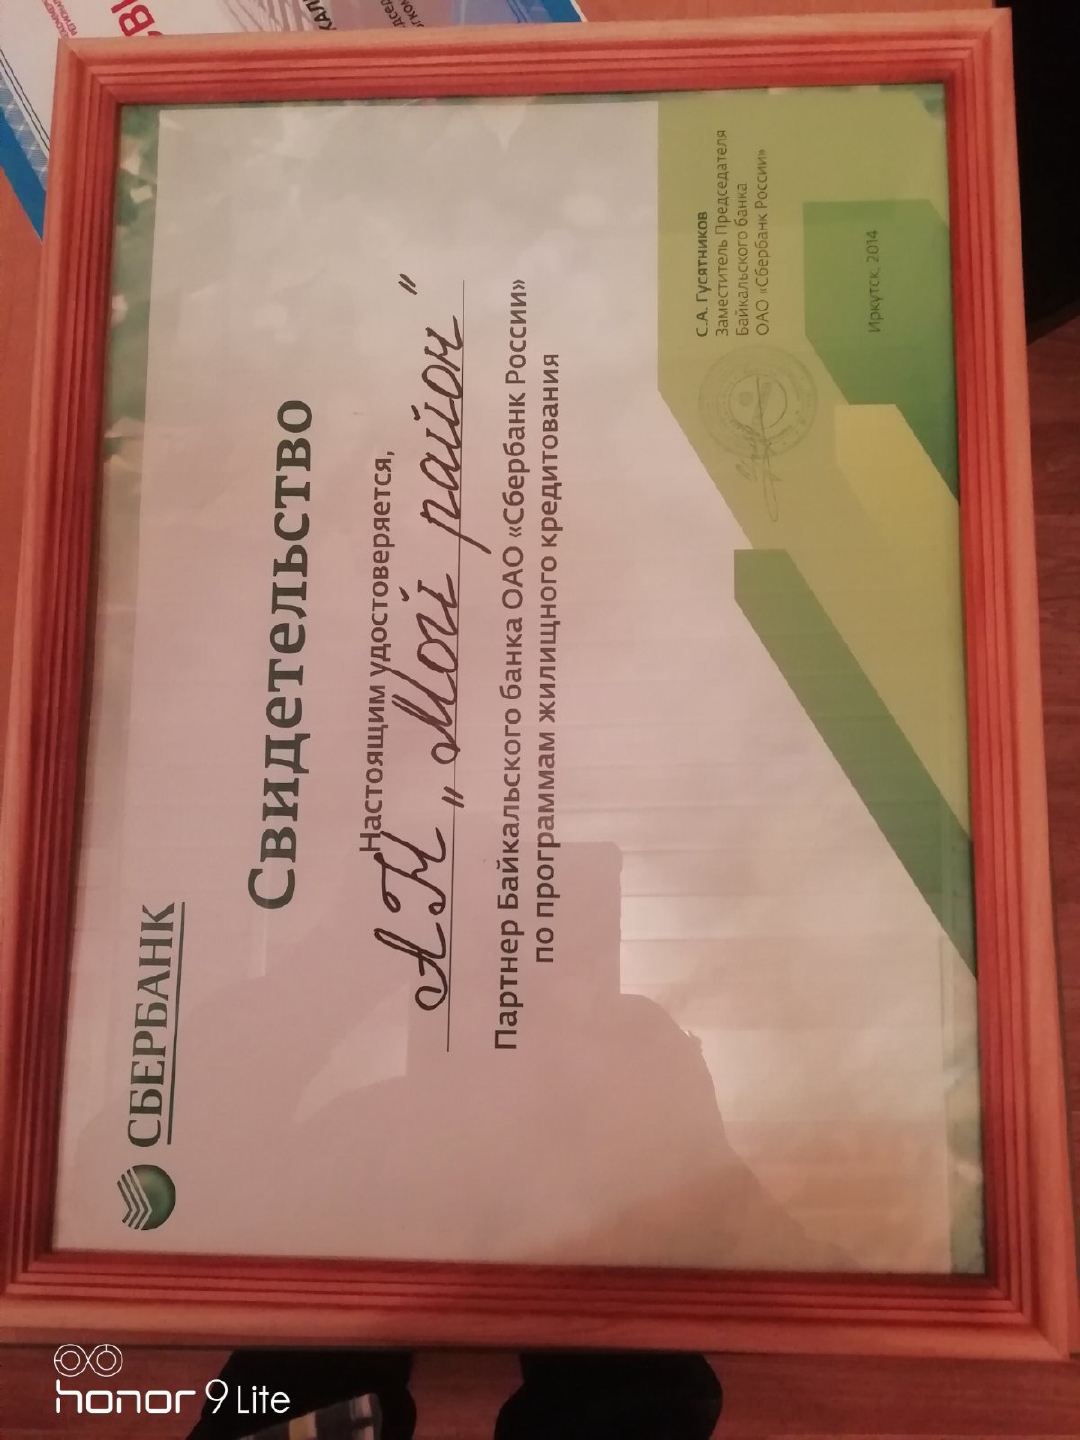 СБЕРБАНК
Свидетельство
Настоящим удостоверяется,
АН „Мой район"
Партнер Байкальского банка ОАО «Сбербанк России»
по программам жилищного кредитования
С.А. Гусятников
Заместитель Председателя
Байкальского банка
ОАО «Сбербанк России»
Иркутск, 2014
honor 9 Lite